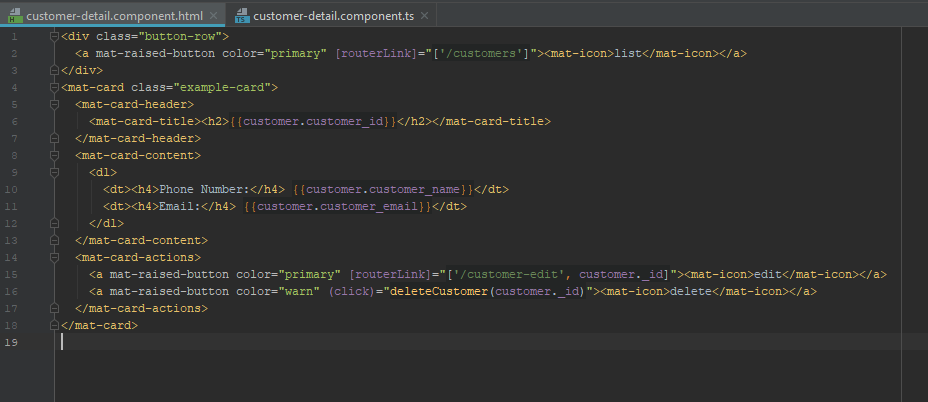 customer-detail.component.html customer-detail.component.ts
1 <div class="button-row">
2 <a mat-raised-button color="primary" [routerLink]="['/customers']"><mat-icon>list</mat-icon></a>
3 </div>
4 <mat-card class="example-card">
5 <mat-card-header>
6 <mat-card-title><h2>{{customer.customer_id}}</h2></mat-card-title>
7 </mat-card-header>
8 <mat-card-content>
9 <dl>
10 <dt><h4>Phone Number:</h4> {{customer.customer_name}}</dt>
11 <dt><h4>Email:</h4> {{customer.customer_email}}</dt>
12 </dl>
13 </mat-card-content>
14 <mat-card-actions>
15 <a mat-raised-button color="primary" [routerLink]="['/customer-edit', customer._id]"><mat-icon>edit</mat-icon></a>
16 <a mat-raised-button color="warn" (click)="deleteCustomer(customer._id)"><mat-icon>delete</mat-icon></a>
17 </mat-card-actions>
18 </mat-card>
19